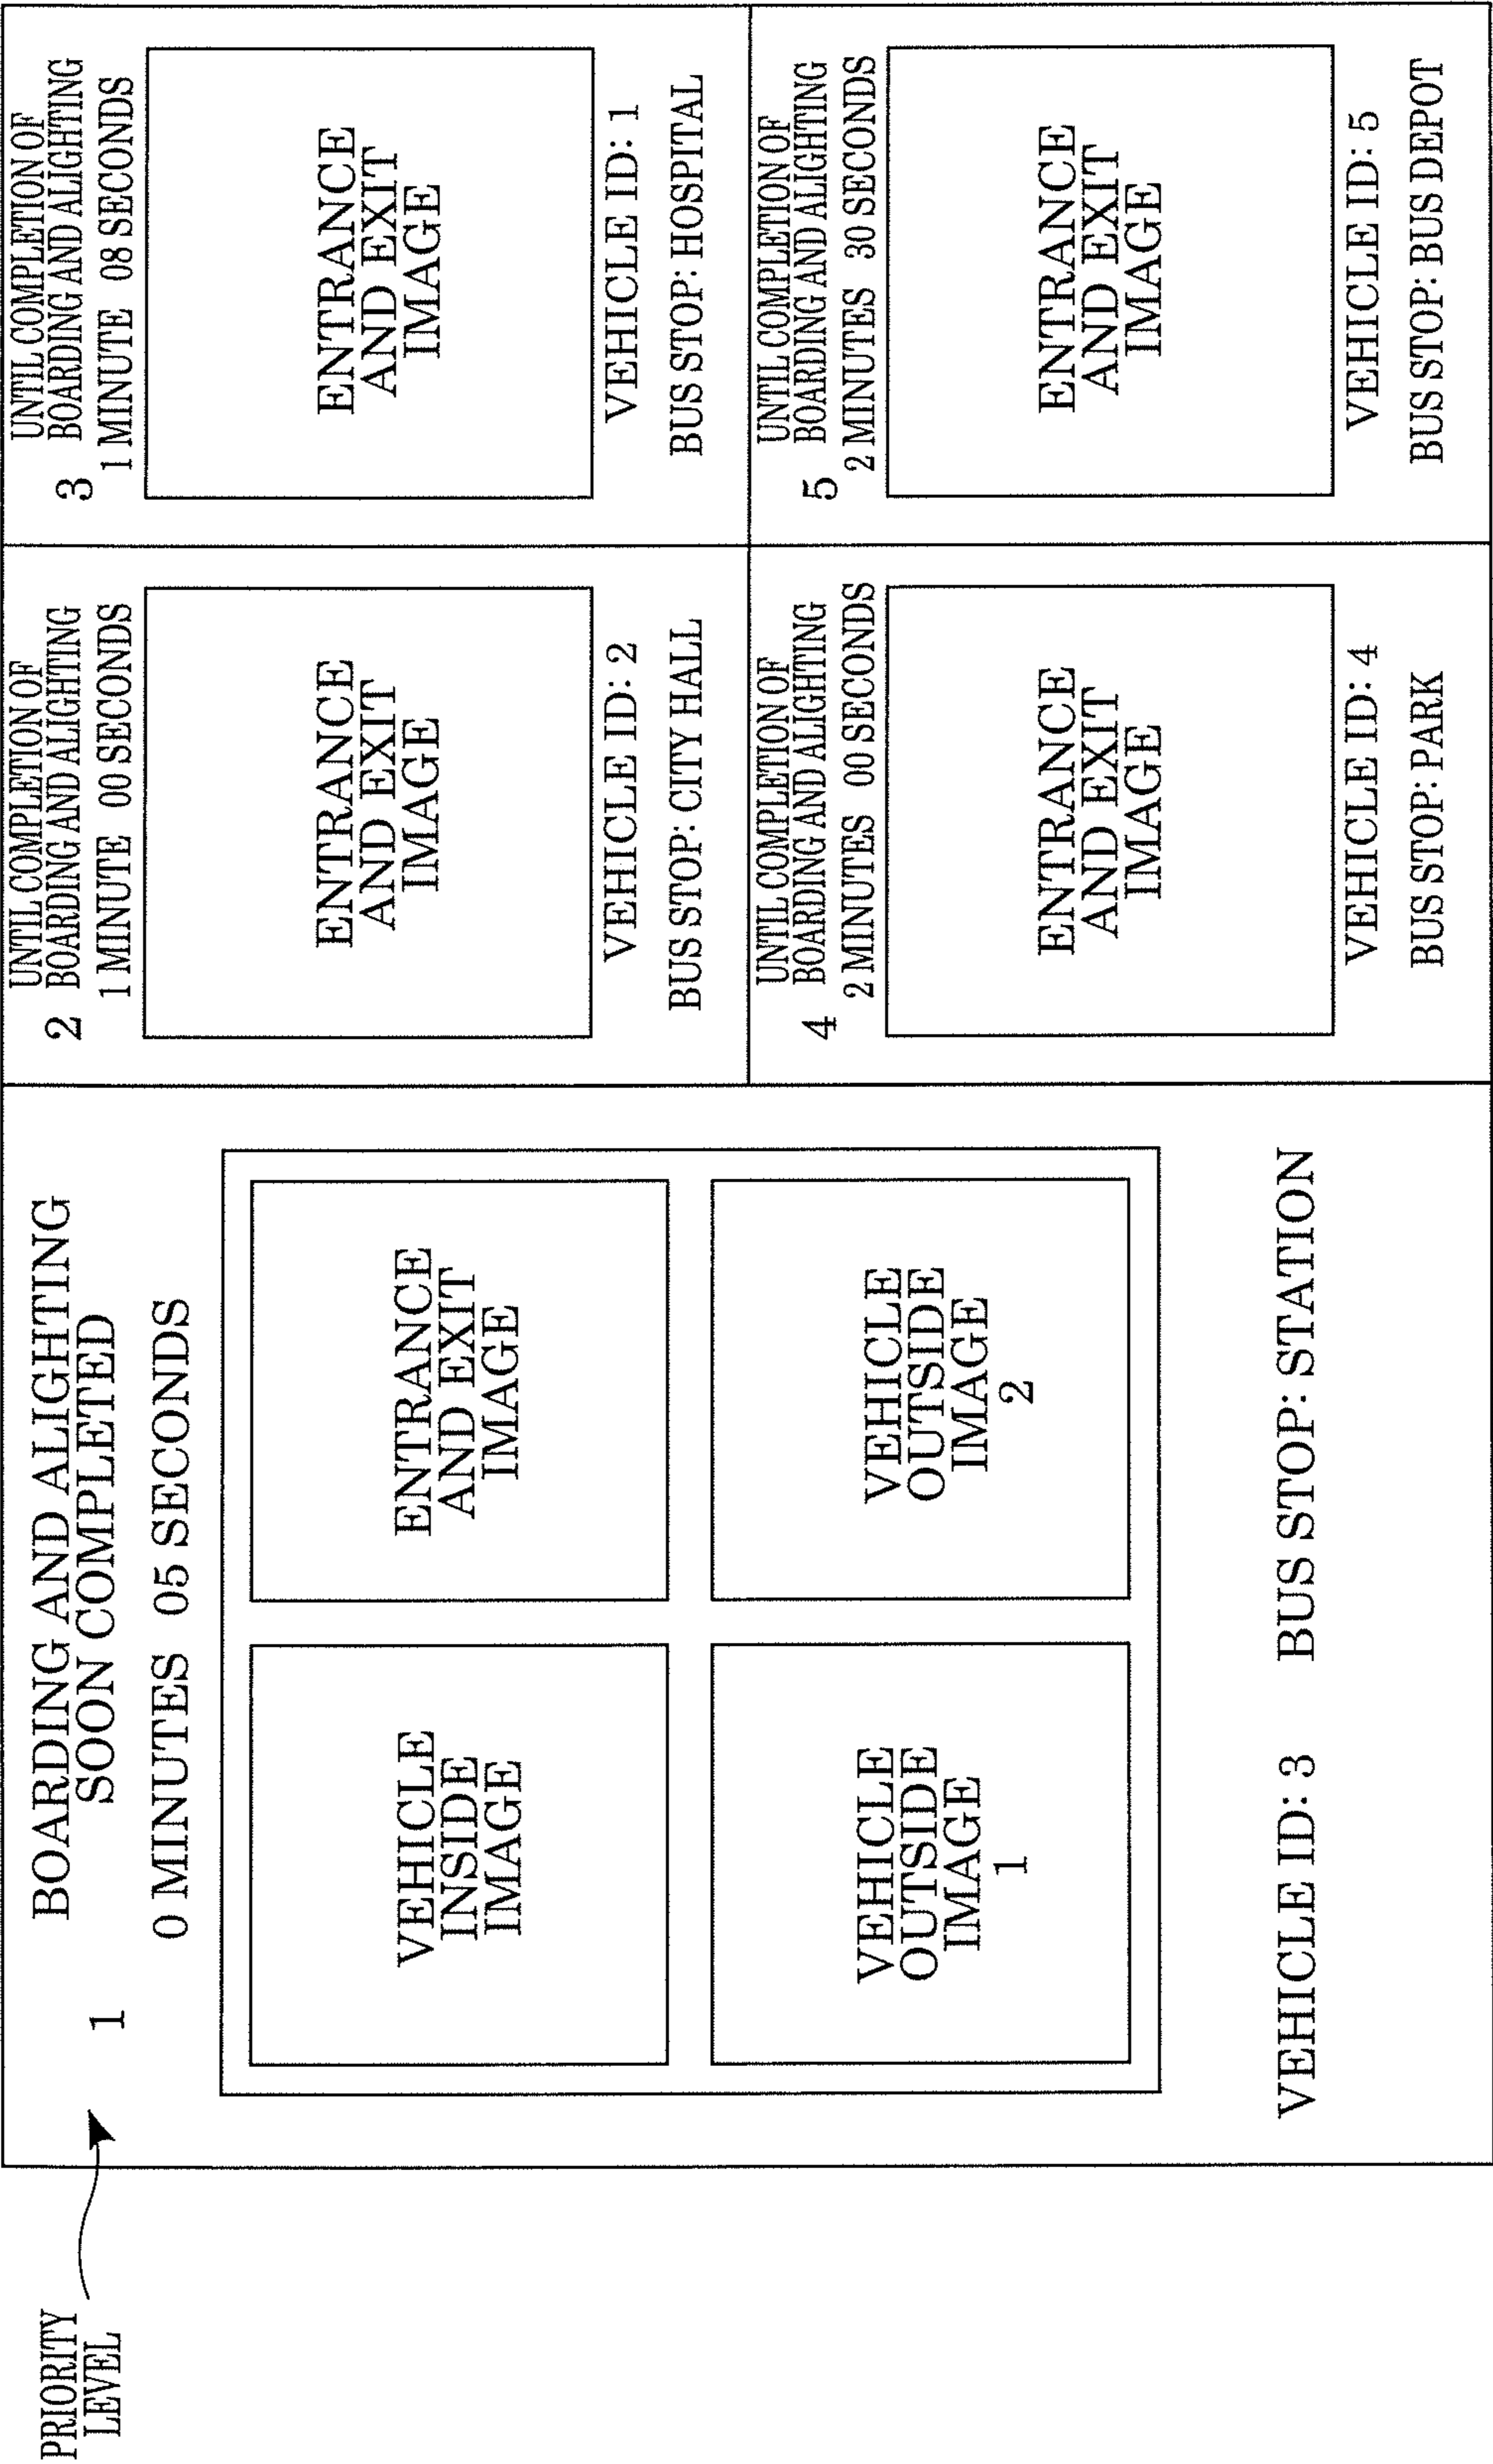 PRIORITY
LEVEL
1
BOARDING AND ALIGHTING
SOON COMPLETED
0 MINUTES 05 SECONDS
VEHICLE
INSIDE
IMAGE
ENTRANCE
AND EXIT
IMAGE
VEHICLE
OUTSIDE
IMAGE
1
VEHICLE
OUTSIDE
IMAGE
2
VEHICLE ID: 3 BUS STOP: STATION
2
UNTIL COMPLETION OF
BOARDING AND ALIGHTING
1 MINUTE 00 SECONDS
ENTRANCE
AND EXIT
IMAGE
VEHICLE ID: 2
BUS STOP: CITY HALL
3
UNTIL COMPLETION OF
BOARDING AND ALIGHTING
1 MINUTE 08 SECONDS
ENTRANCE
AND EXIT
IMAGE
VEHICLE ID: 1
BUS STOP: HOSPITAL
4
UNTIL COMPLETION OF
BOARDING AND ALIGHTING
2 MINUTES 00 SECONDS
ENTRANCE
AND EXIT
IMAGE
VEHICLE ID: 4
BUS STOP: PARK
5
UNTIL COMPLETION OF
BOARDING AND ALIGHTING
2 MINUTES 30 SECONDS
ENTRANCE
AND EXIT
IMAGE
VEHICLE ID: 5
BUS STOP: BUS DEPOT